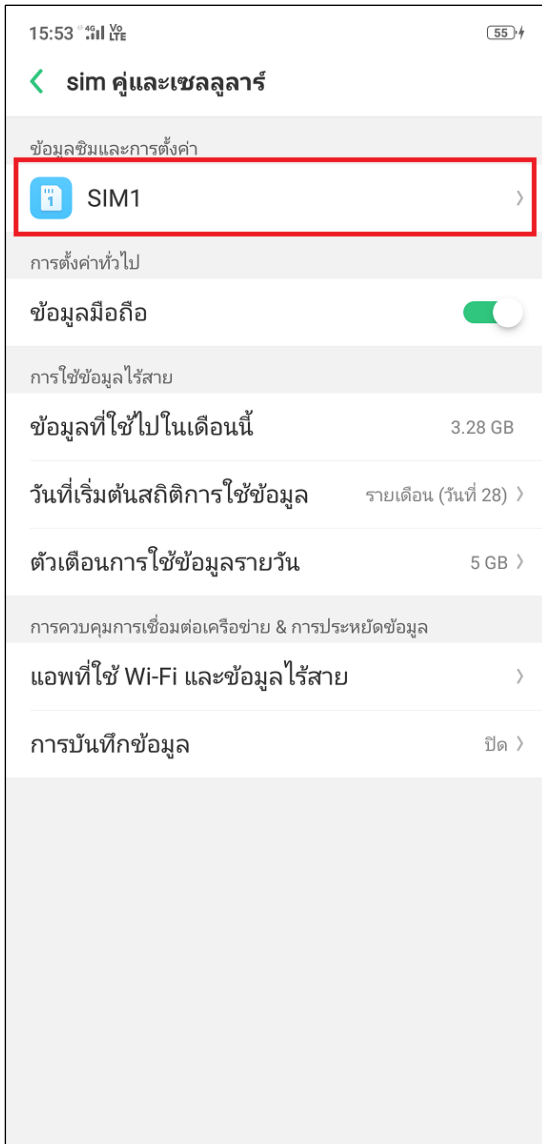 15:53 4G Vo LTE 55
sim คู่และเซลลูลาร์
ข้อมูลซิมและการตั้งค่า
1 SIM1
การตั้งค่าทั่วไป
ข้อมูลมือถือ
การใช้ข้อมูลไร้สาย
ข้อมูลที่ใช้ไปในเดือนนี้ 3.28 GB
วันที่เริ่มต้นสถิติการใช้ข้อมูล รายเดือน (วันที่ 28)
ตัวเตือนการใช้ข้อมูลรายวัน 5 GB
การควบคุมการเชื่อมต่อเครือข่าย & การประหยัดข้อมูล
แอพที่ใช้ Wi-Fi และข้อมูลไร้สาย
การบันทึกข้อมูล ปิด